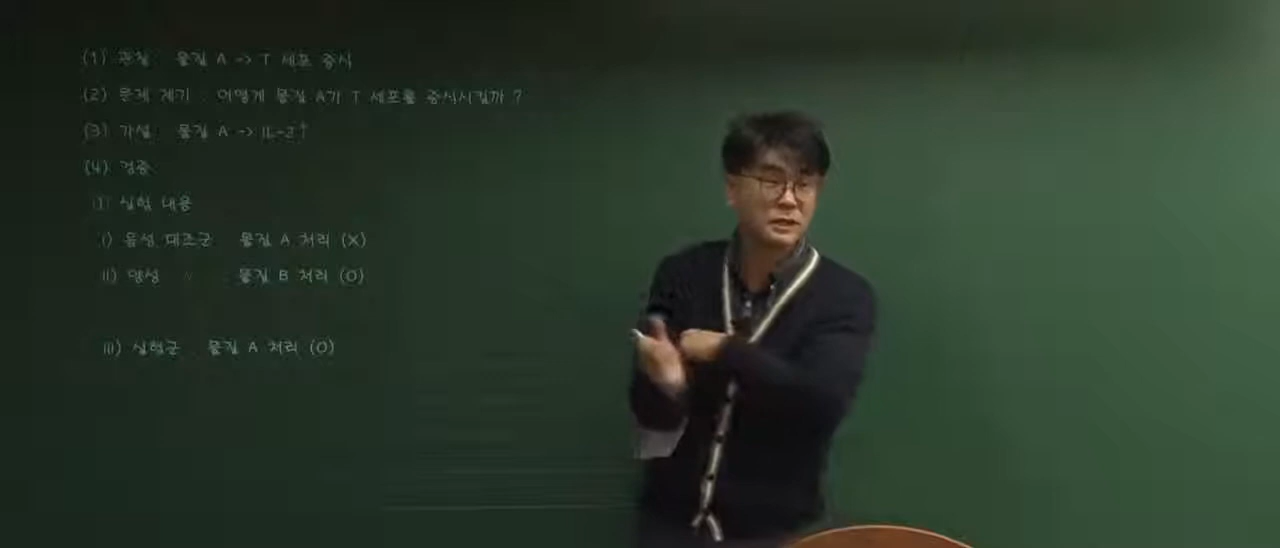 (1) 관찰 : 물질 A -> T 세포 증식
(2) 문제 제기 : 어떻게 물질 A가 T 세포를 증식시킬까 ?
(3) 가설 : 물질 A -> IL-2↑
(4) 검증
1) 실험 내용
i) 음성 대조군 : 물질 A 처리 (X)
ii) 양성 〃 : 물질 B 처리 (O)
iii) 실험군 : 물질 A 처리 (O)